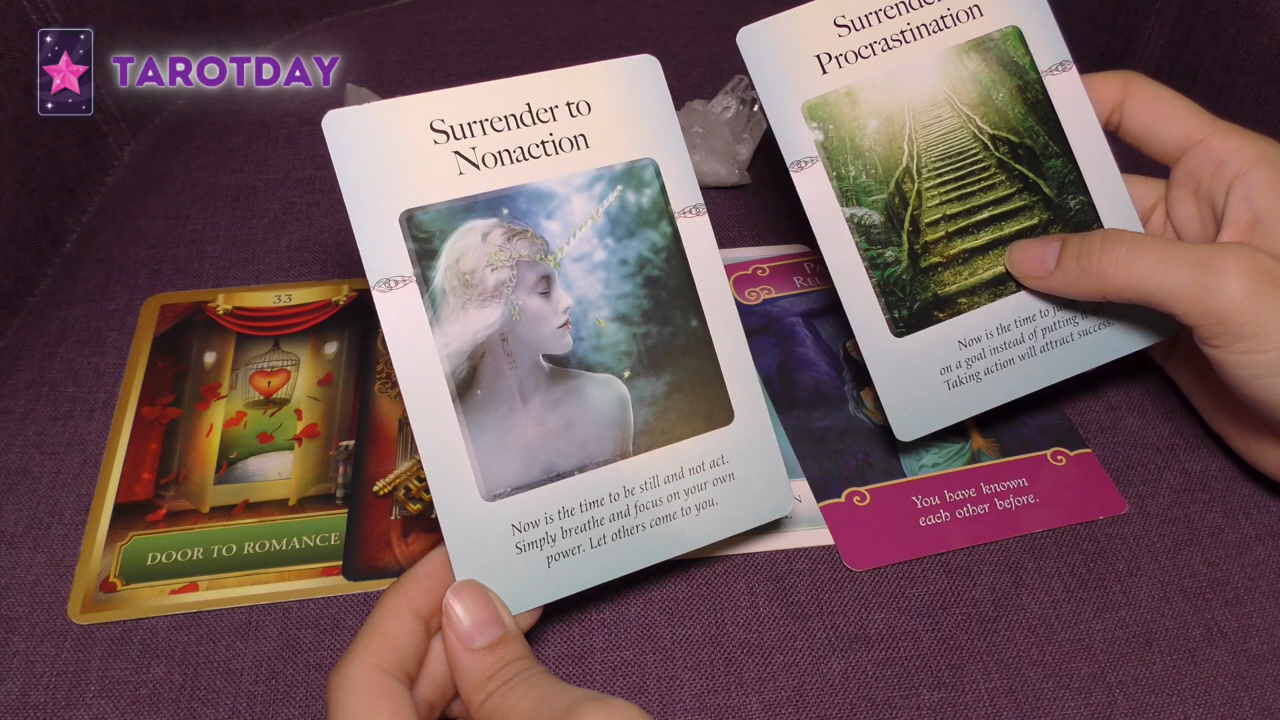 TAROTDAY
Surrender to
Nonaction
Now is the time to be still and not act.
Simply breathe and focus on your own
power. Let others come to you.
Surrender
Procrastination
Now is the time to
on a goal instead of putting it
Taking action will attract success.
33
DOOR TO ROMANCE
You have known
each other before.